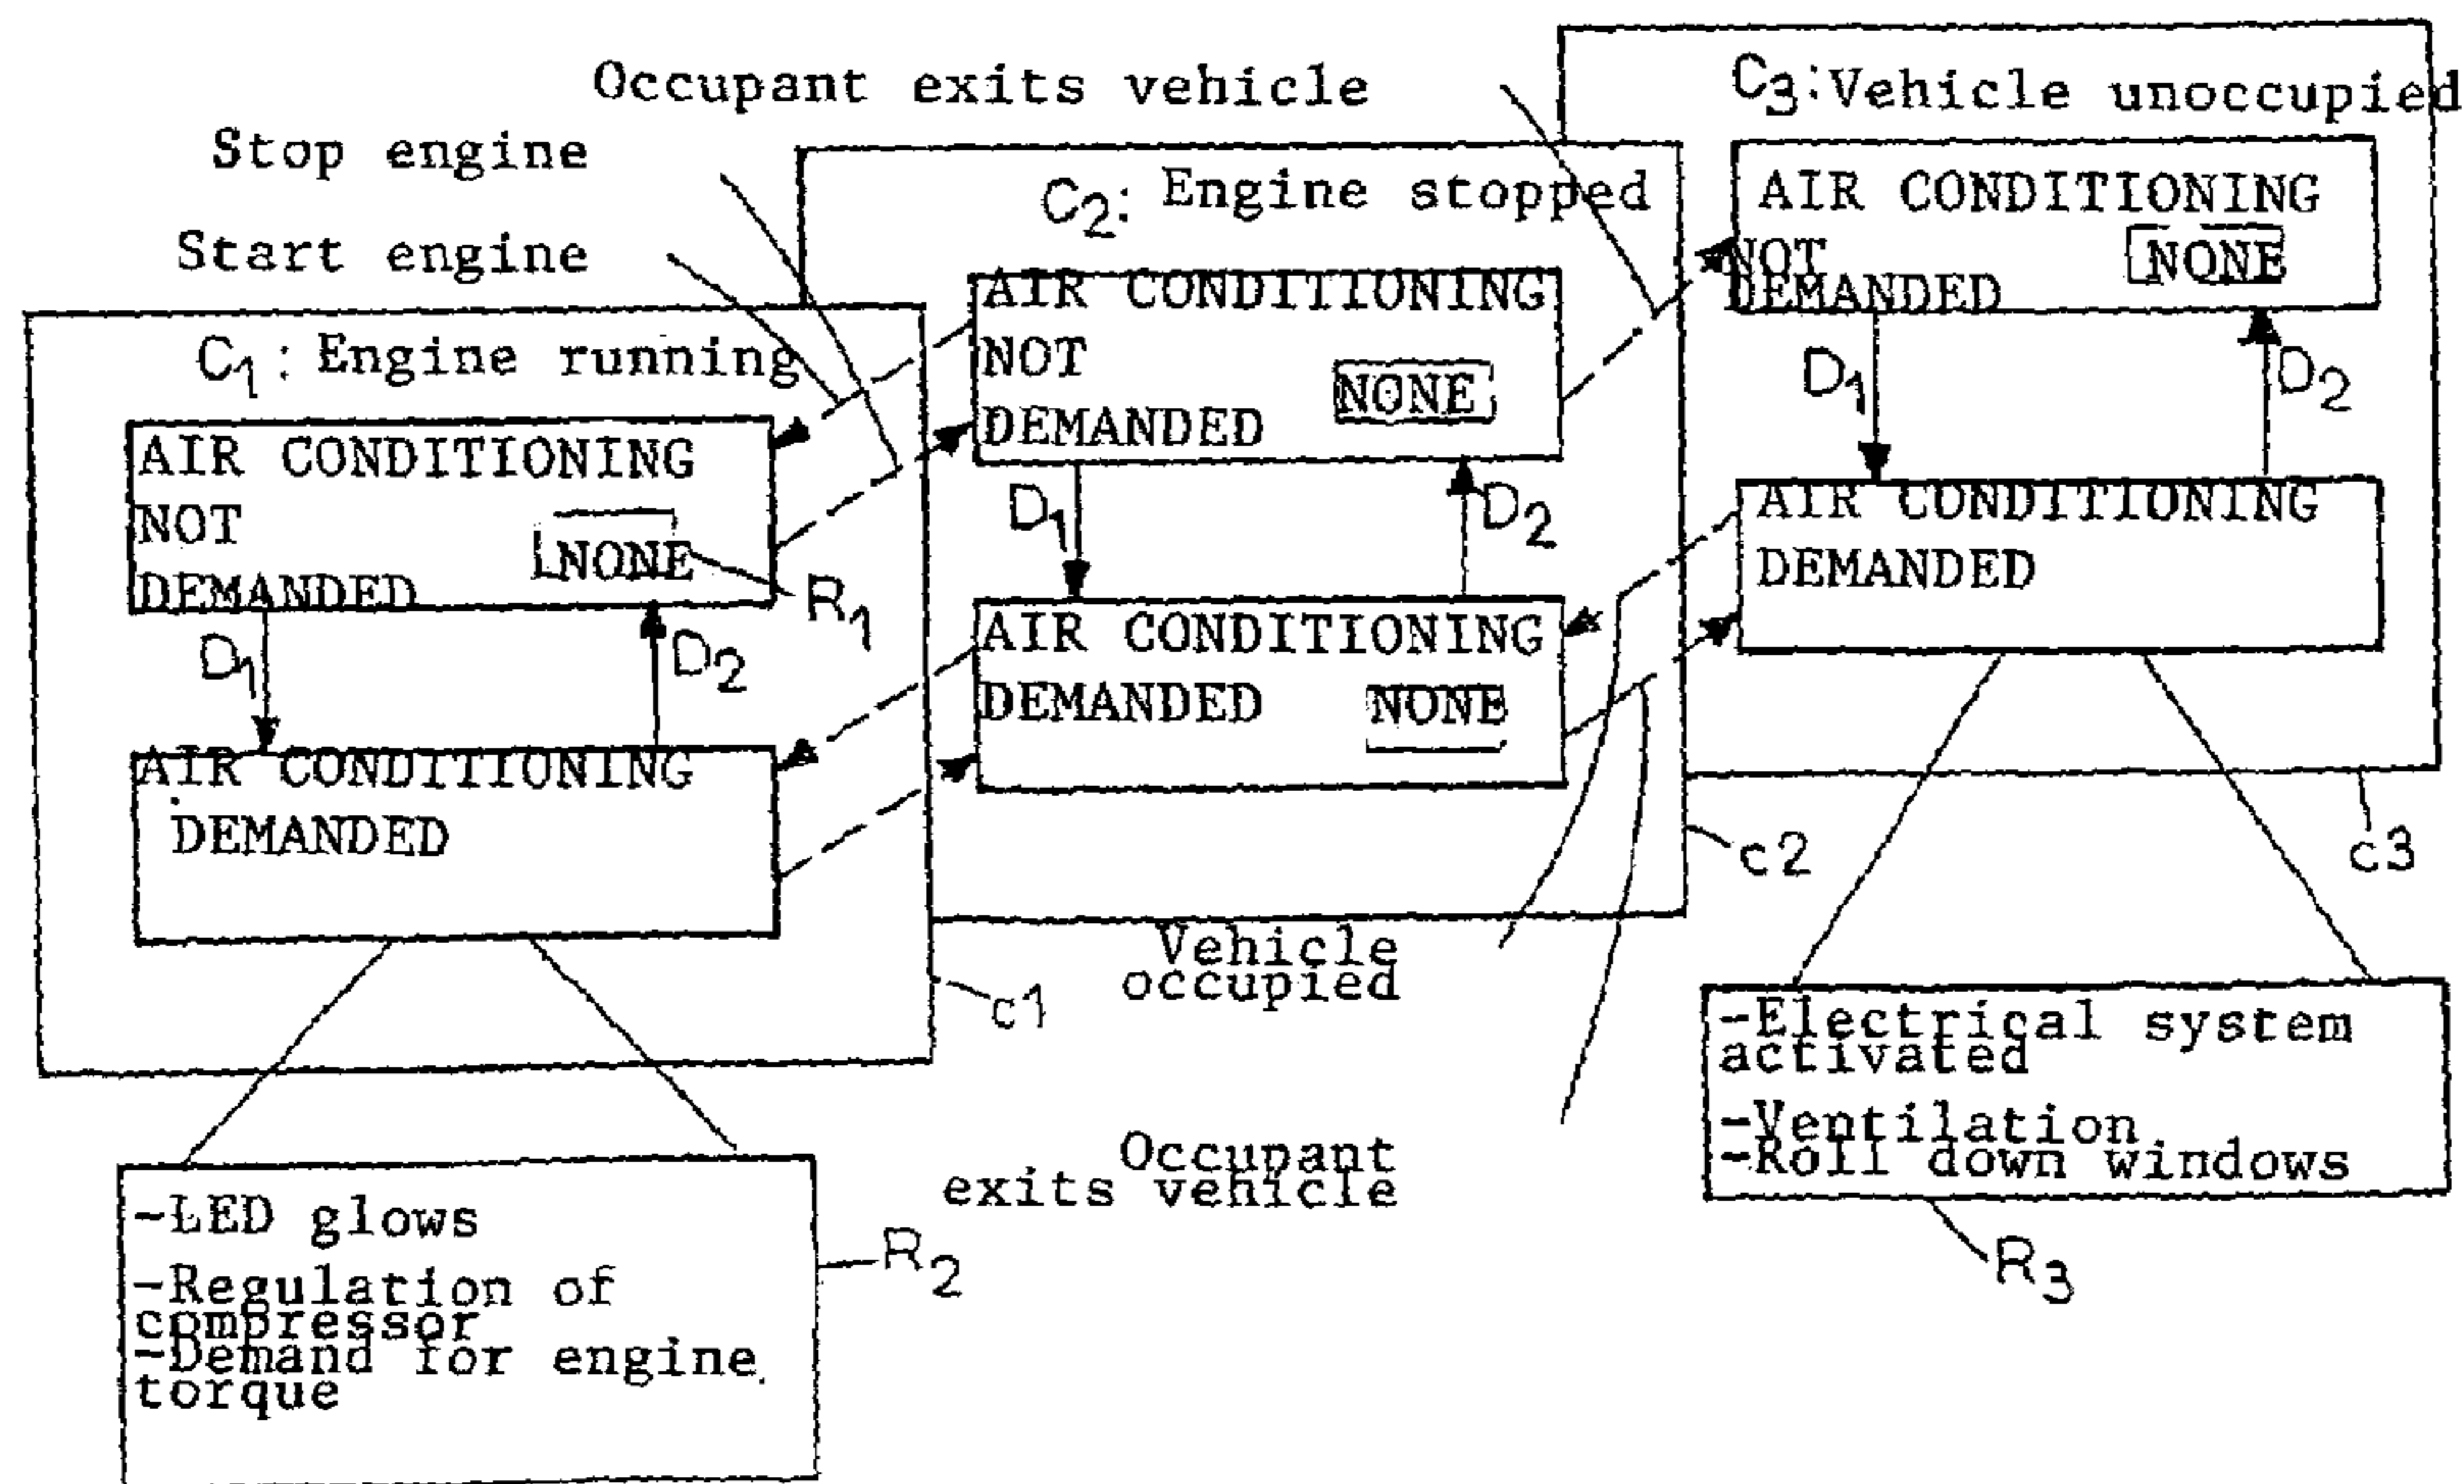 Occupant exits vehicle
Stop engine
Start engine
C1: Engine running
AIR CONDITIONING
NOT
NONE
DEMANDED
R1
D1
D2
AIR CONDITIONING
DEMANDED
c1
-LED glows
-Regulation of
compressor
-Demand for engine
torque
R2
C2: Engine stopped
AIR CONDITIONING
NOT
NONE
DEMANDED
D1
D2
AIR CONDITIONING
DEMANDED NONE
c2
Vehicle
occupied
Occupant
exits vehicle
C3: Vehicle unoccupied
AIR CONDITIONING
NOT NONE
DEMANDED
D1
D2
AIR CONDITIONING
DEMANDED
c3
-Electrical system
activated
-Ventilation
-Roll down windows
R3